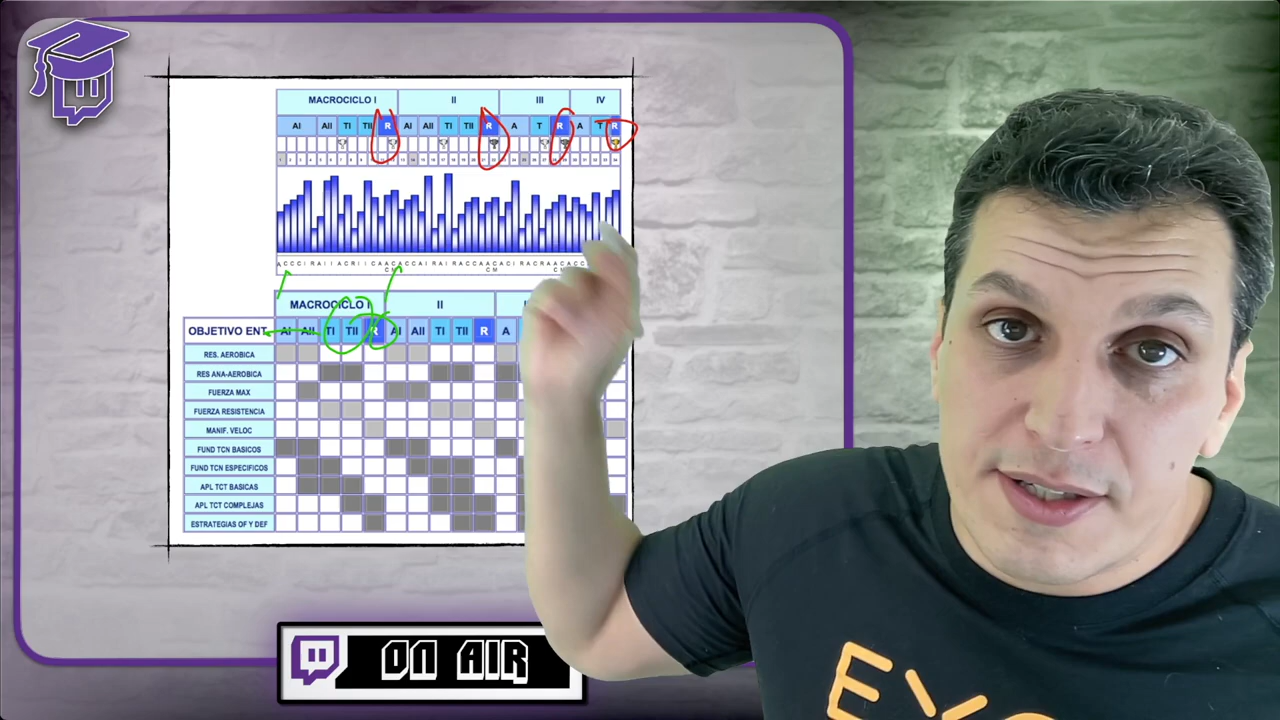 MACROCICLO I II III IV
AI AII TI TII R AI AII TI TII R A T R A T R
MACROCICLO I II
OBJETIVO ENT AI AII TI TII R AI AII TI TII R A
RES. AEROBICA
RES ANA-AEROBICA
FUERZA MAX
FUERZA RESISTENCIA
MANIF. VELOC
FUND TCN BASICOS
FUND TCN ESPECIFICOS
APL TCT BASICAS
APL TCT COMPLEJAS
ESTRATEGIAS OF Y DEF
ON AIR